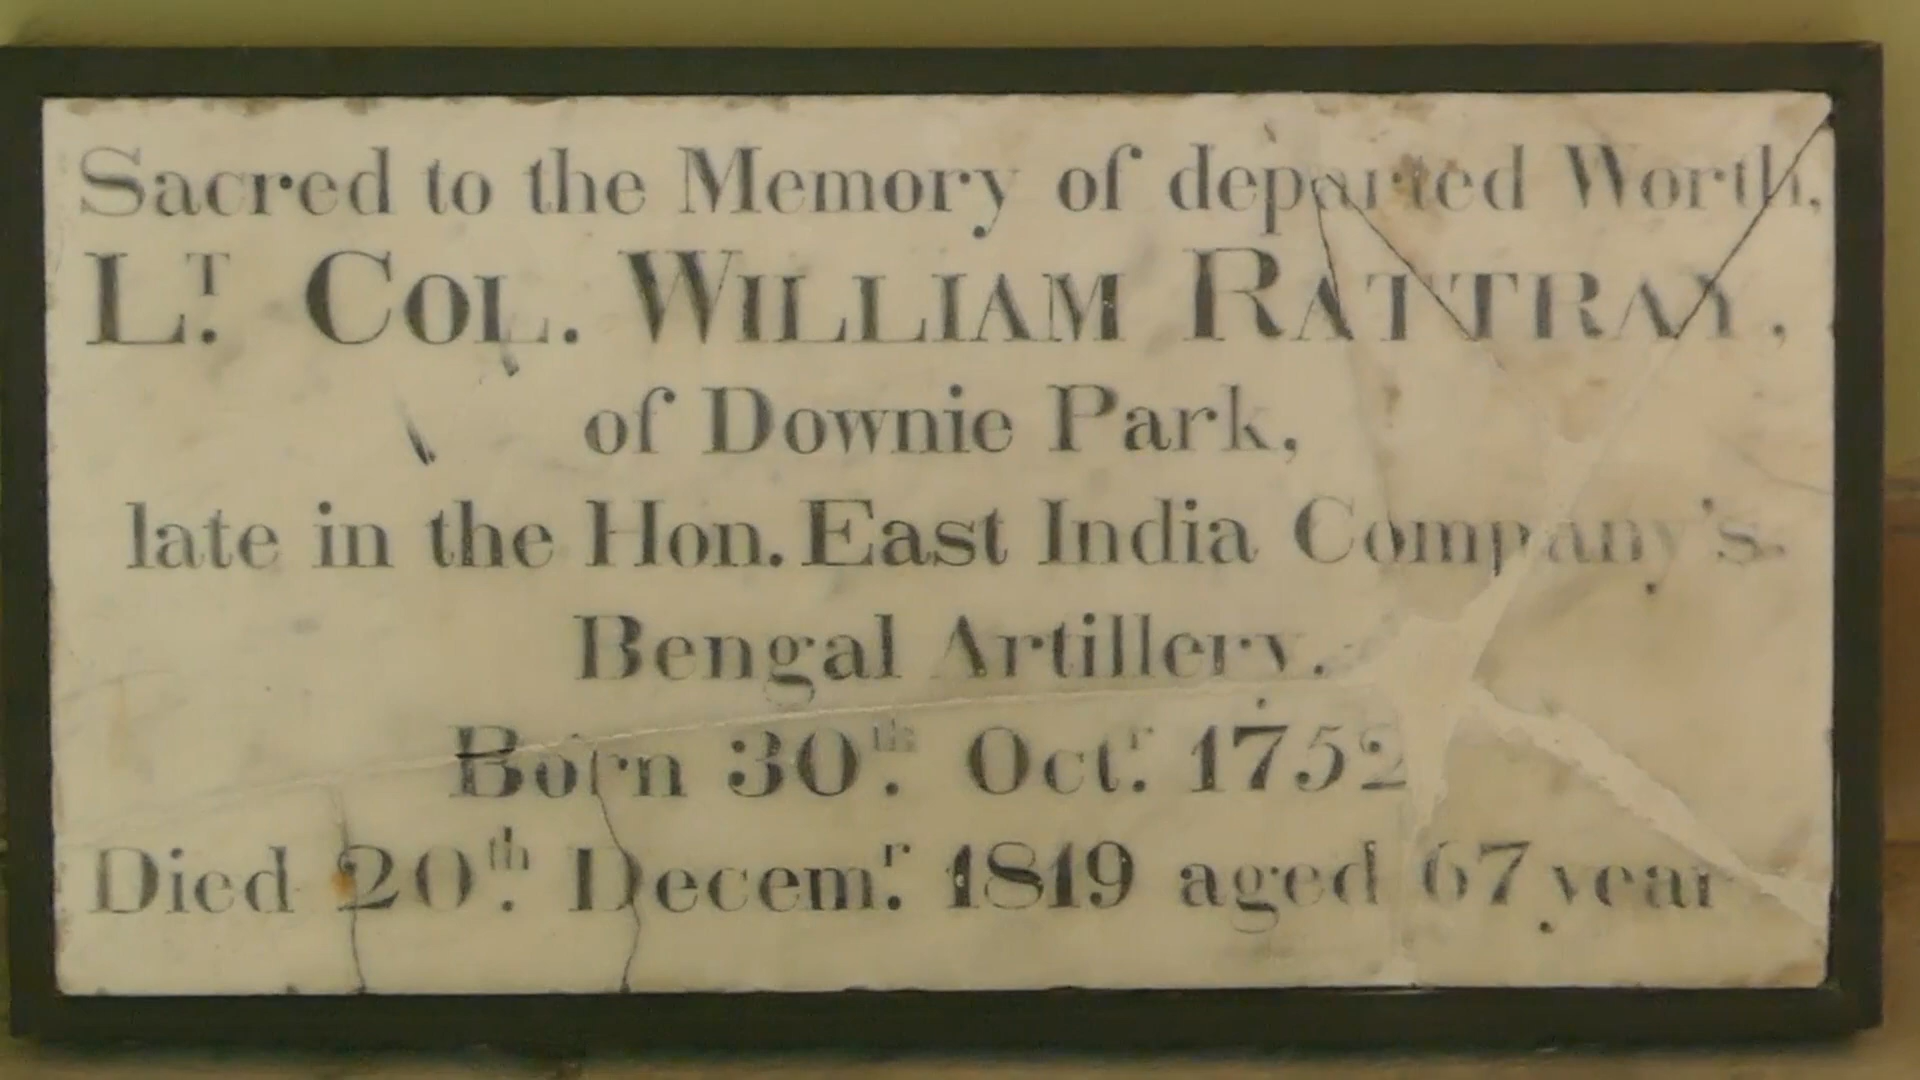 Sacred to the Memory of departed Worth,
LT. COL. WILLIAM RATTRAY,
of Downie Park,
late in the Hon. East India Company's
Bengal Artillery.
Born 30th. Octr. 1752
Died 20th. Decemr. 1819 aged 67 year